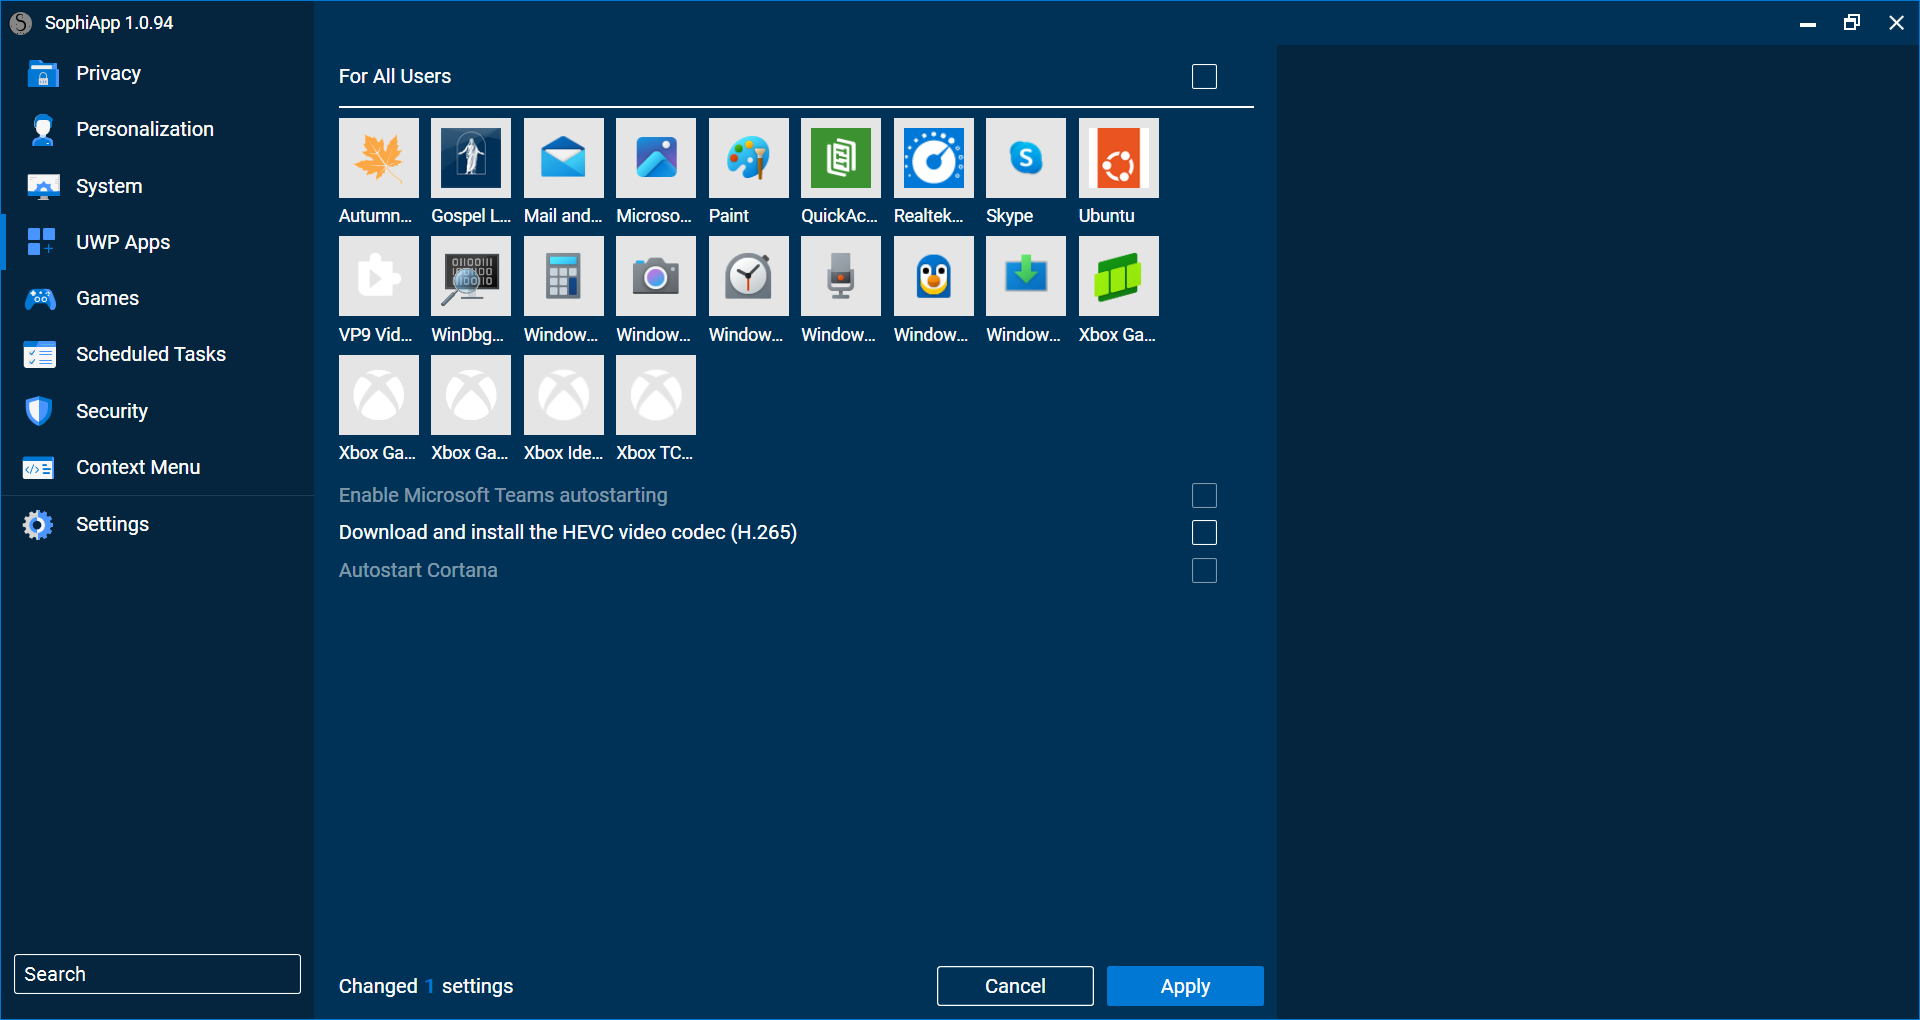 SophiApp 1.0.94
Privacy
Personalization
System
UWP Apps
Games
Scheduled Tasks
Security
Context Menu
Settings
Search
For All Users
Autumn... Gospel L... Mail and... Microso... Paint QuickAc... Realtek... Skype Ubuntu
VP9 Vid... WinDbg... Window... Window... Window... Window... Window... Window... Xbox Ga...
Xbox Ga... Xbox Ga... Xbox Ide... Xbox TC...
Enable Microsoft Teams autostarting
Download and install the HEVC video codec (H.265)
Autostart Cortana
Changed 1 settings
Cancel
Apply